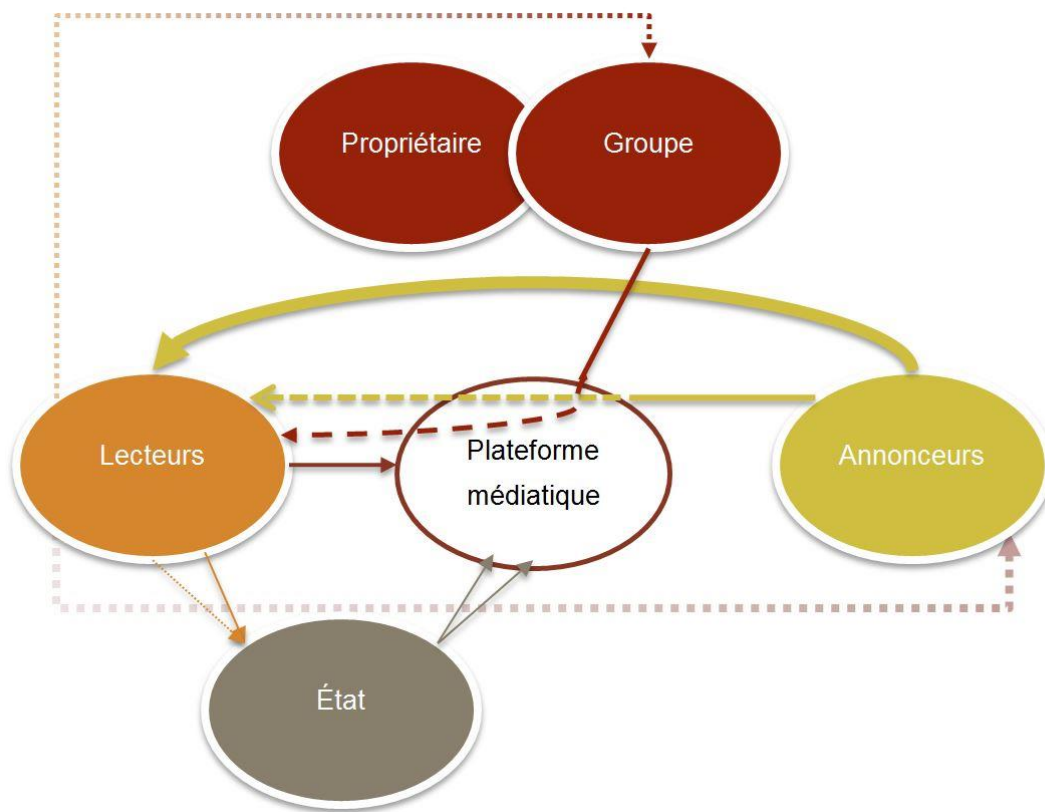 Propriétaire
Groupe
Lecteurs
Plateforme
médiatique
Annonceurs
État